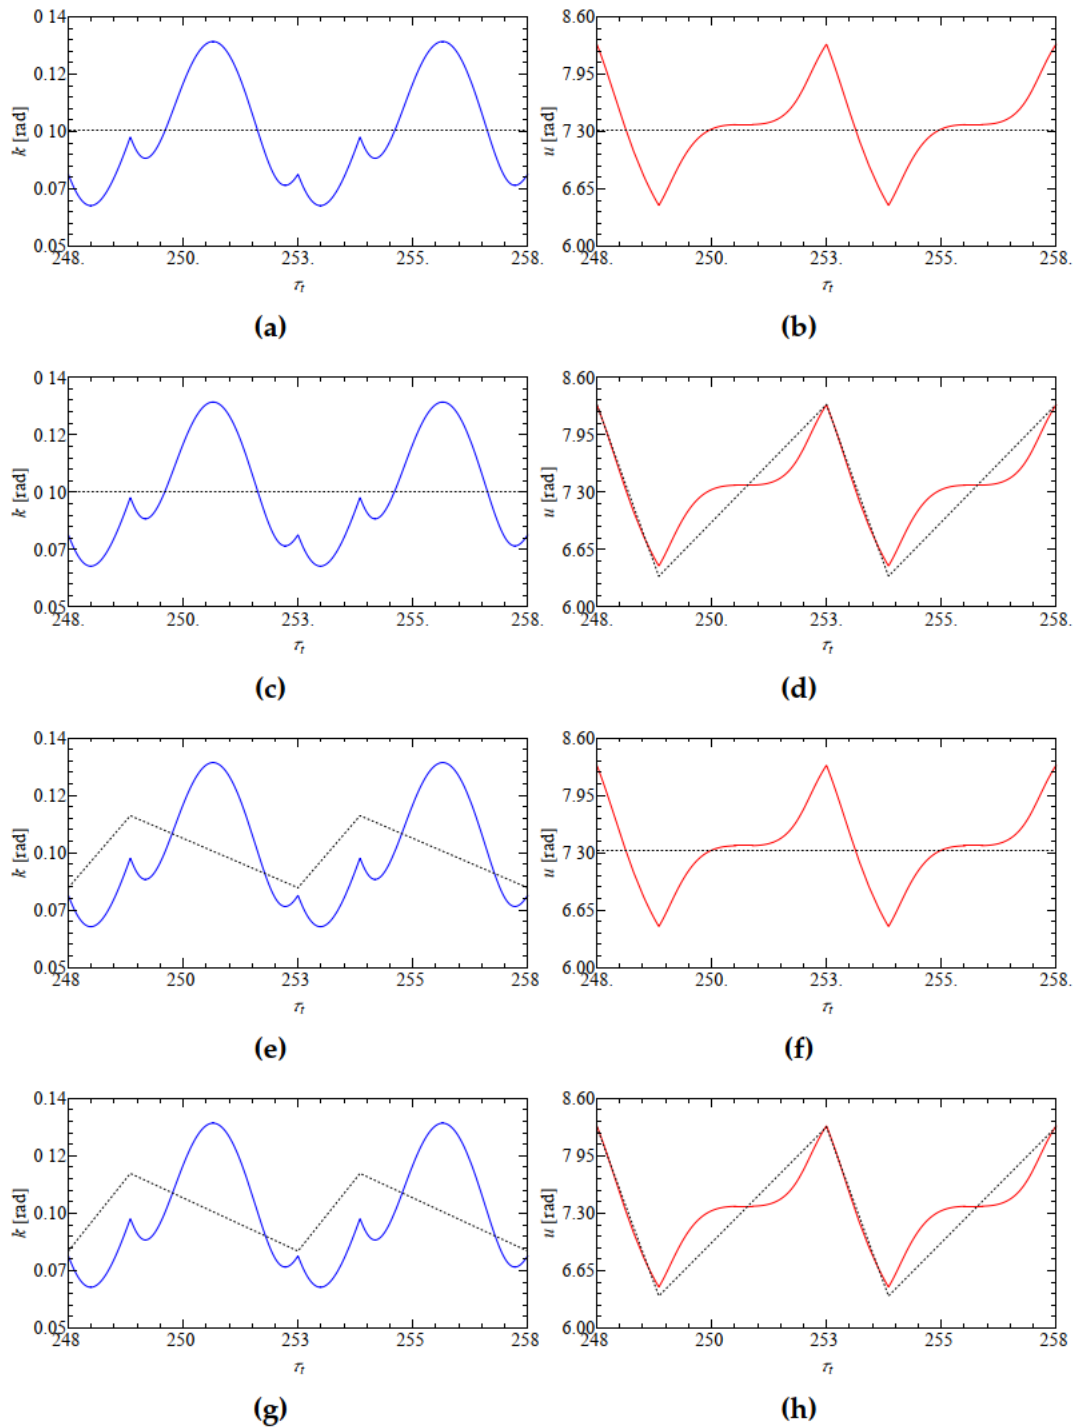 0 14
0.12
0 10
0.07
0.05
k [rad]
248. 250. 253. 255. 258.
τt
(a)
8.60
7.95
7.30
6.65
6.00
u [rad]
248. 250. 253. 255. 258.
τt
(b)
0 14
0.12
0 10
0.07
0.05
k [rad]
248. 250. 253. 255. 258.
τt
(c)
8.60
7.95
7.30
6.65
6.00
u [rad]
248. 250. 253. 255. 258.
τt
(d)
0.14
0.12
0.10
0.07
0.05
k [rad]
248 250 253 255 258
τt
(e)
8.60
7.95
7.30
6.65
6.00
u [rad]
248. 250. 253. 255. 258.
τt
(f)
0.14
0.12
0.10
0.07
0.05
k [rad]
248 250 253 255 258
τt
(g)
8.60
7.95
7.30
6.65
6.00
u [rad]
248 250 253 255 258
τt
(h)